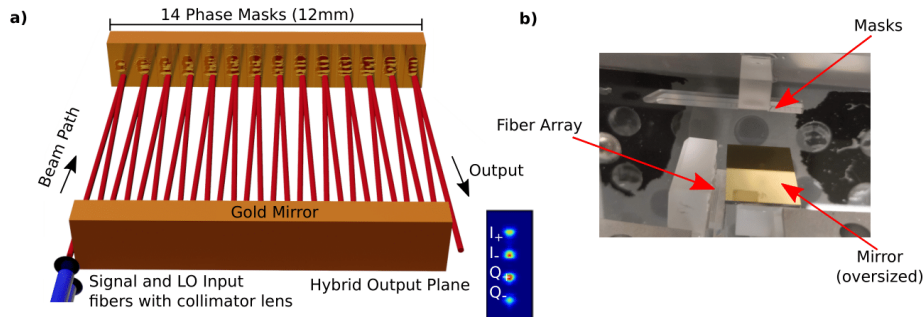 a)
14 Phase Masks (12mm)
Beam Path
Output
Gold Mirror
Signal and LO Input
fibers with collimator lens
Hybrid Output Plane
I+
I-
Q+
Q-
b)
Masks
Fiber Array
Mirror
(oversized)